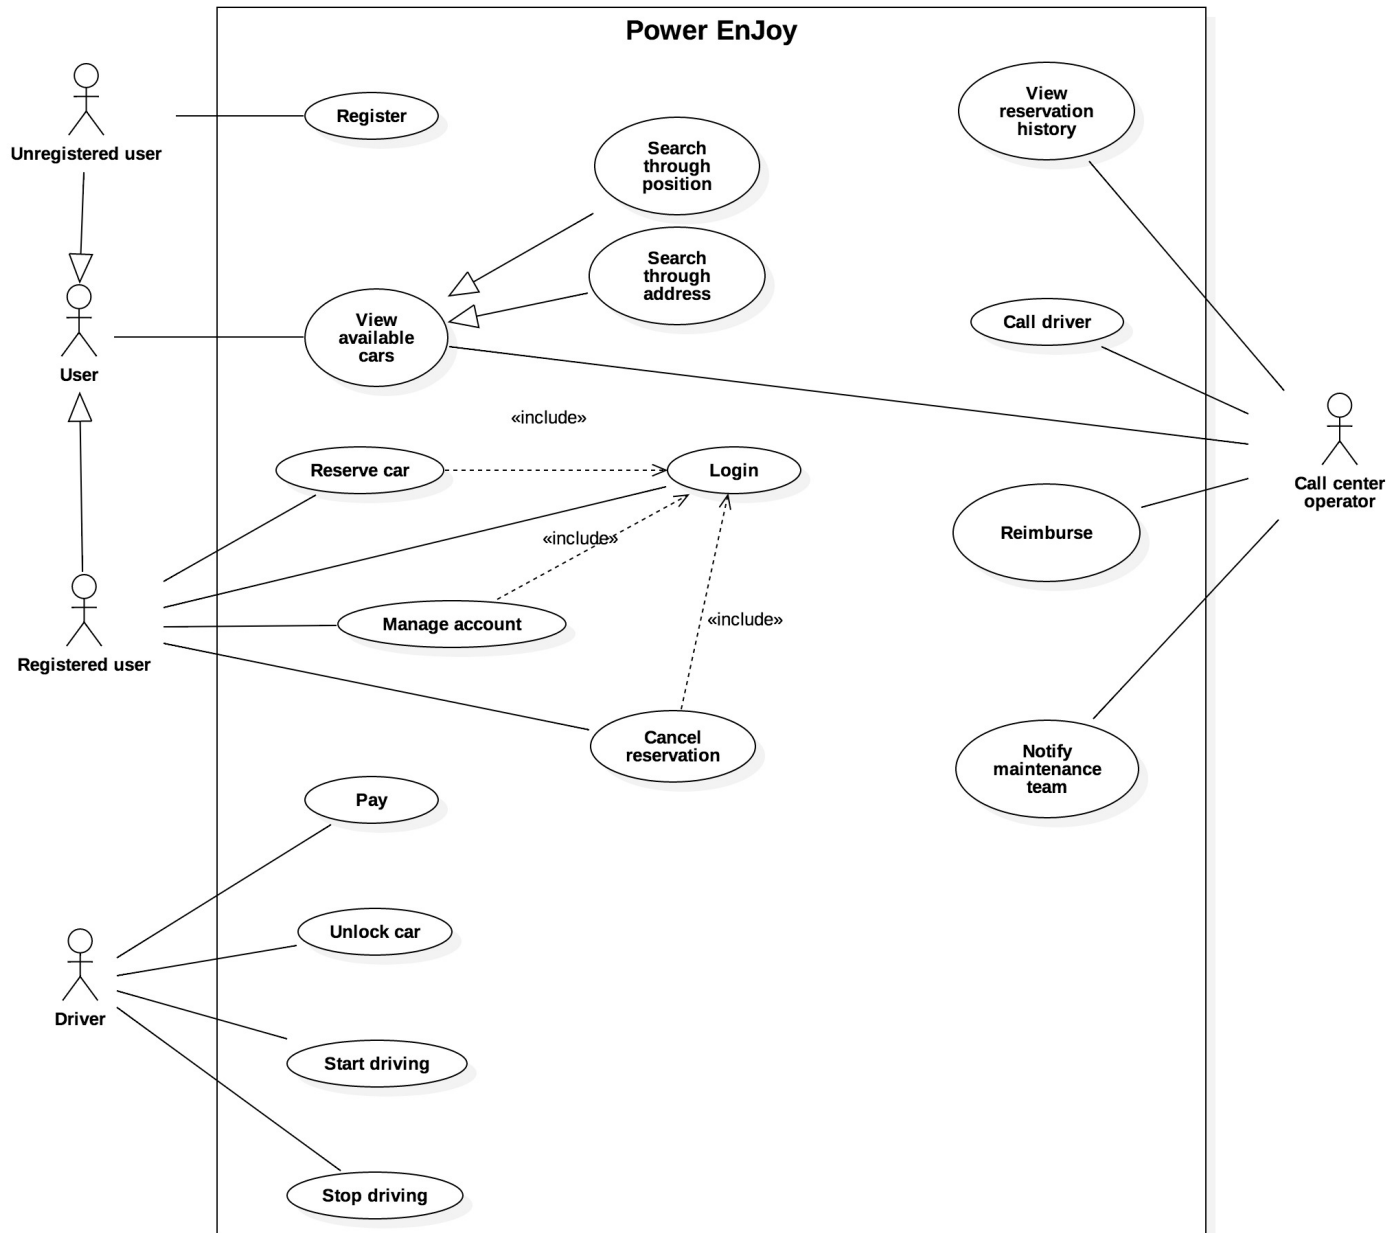 Power EnJoy
Unregistered user
Register
Search
through
position
View
reservation
history
Search
through
address
User
View
available
cars
Call driver
«include»
Reserve car
Login
Call center
operator
«include»
Reimburse
Registered user
Manage account
«include»
Cancel
reservation
Notify
maintenance
team
Pay
Unlock car
Driver
Start driving
Stop driving